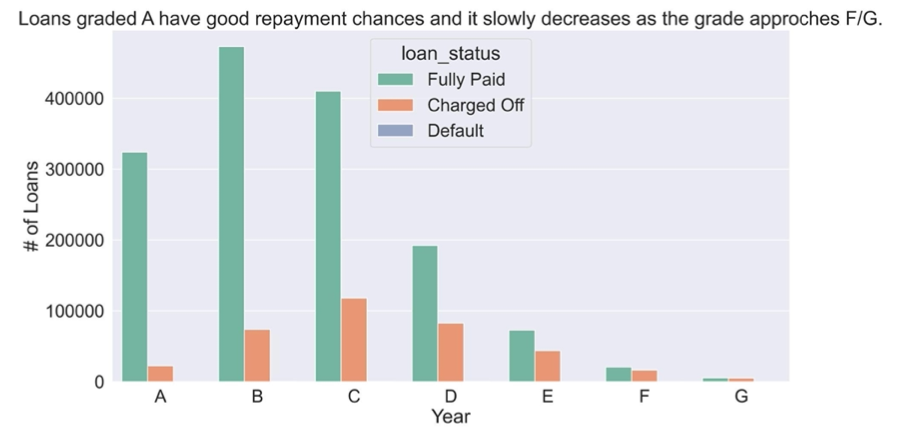 Loans graded A have good repayment chances and it slowly decreases as the grade approches F/G.
loan_status
Fully Paid
Charged Off
Default
# of Loans
400000
300000
200000
100000
0
A B C D E F G
Year